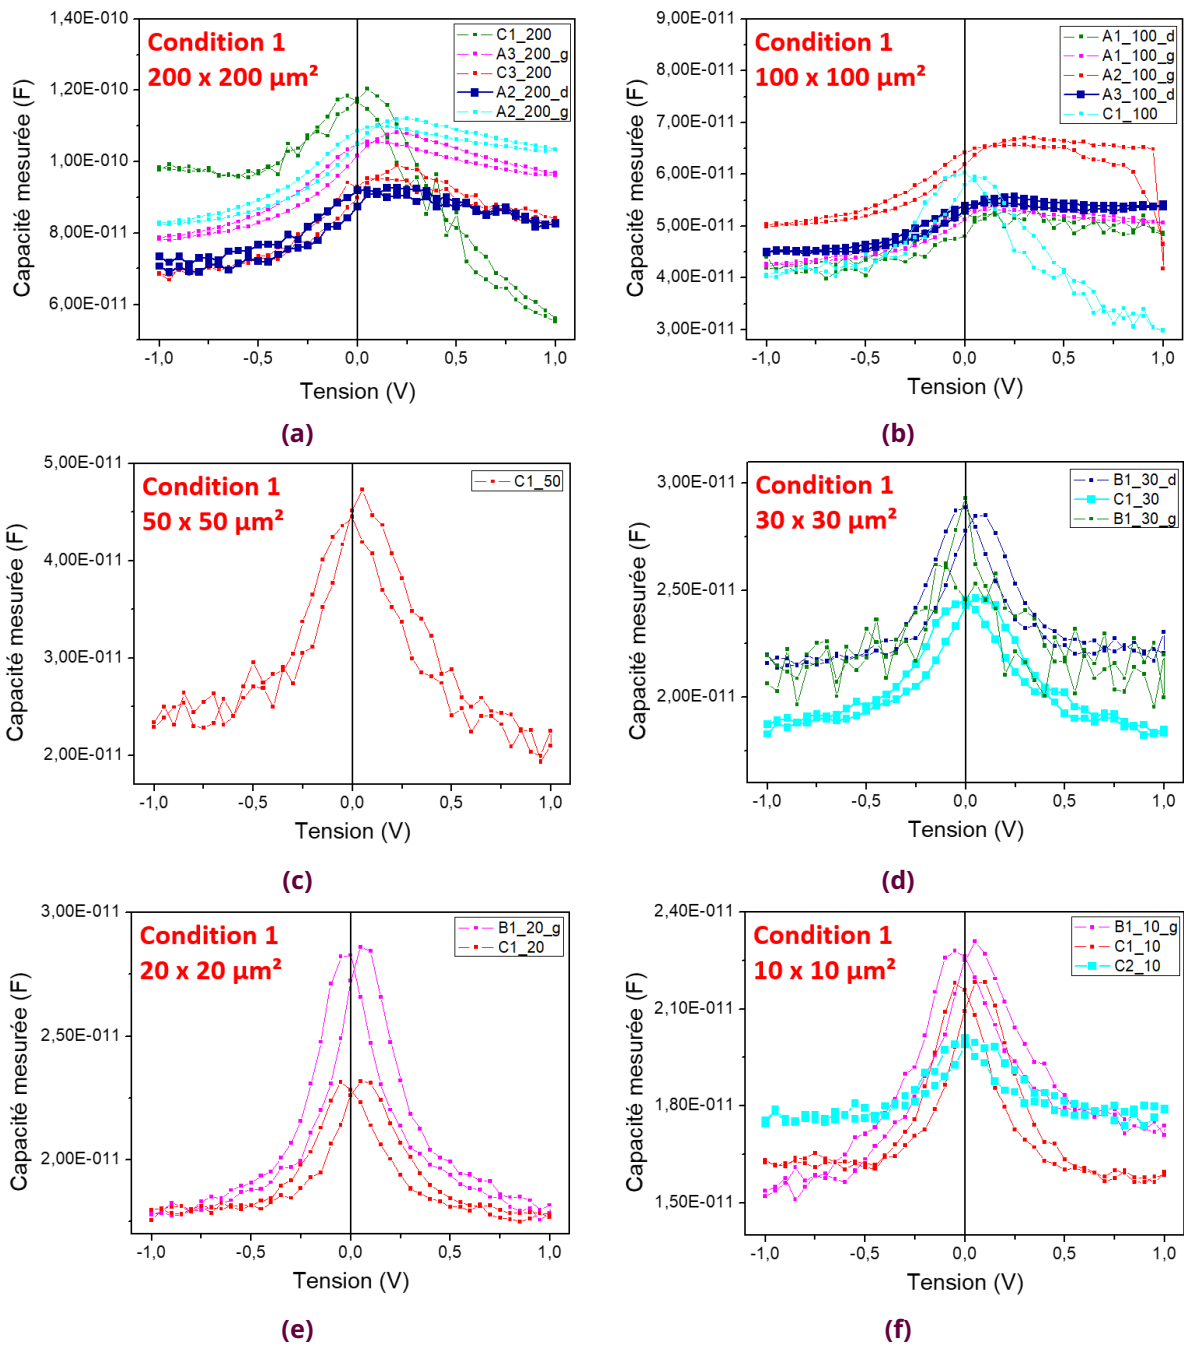 Condition 1
200 x 200 µm²
C1_200
A3_200_g
C3_200
A2_200_d
A2_200_g
1,40E-010
1,20E-010
1,00E-010
8,00E-011
6,00E-011
-1,0
-0,5
0,0
0,5
1,0
Capacité mesurée (F)
Tension (V)
(a)
Condition 1
100 x 100 µm²
A1_100_d
A1_100_g
A2_100_g
A3_100_d
C1_100
9,00E-011
8,00E-011
7,00E-011
6,00E-011
5,00E-011
4,00E-011
3,00E-011
-1,0
-0,5
0,0
0,5
1,0
Capacité mesurée (F)
Tension (V)
(b)
Condition 1
50 x 50 µm²
C1_50
5,00E-011
4,00E-011
3,00E-011
2,00E-011
-1,0
-0,5
0,0
0,5
1,0
Capacité mesurée (F)
Tension (V)
(c)
Condition 1
30 x 30 µm²
B1_30_d
C1_30
B1_30_g
3,00E-011
2,50E-011
2,00E-011
-1,0
-0,5
0,0
0,5
1,0
Capacité mesurée (F)
Tension (V)
(d)
Condition 1
20 x 20 µm²
B1_20_g
C1_20
3,00E-011
2,50E-011
2,00E-011
-1,0
-0,5
0,0
0,5
1,0
Capacité mesurée (F)
Tension (V)
(e)
Condition 1
10 x 10 µm²
B1_10_g
C1_10
C2_10
2,40E-011
2,10E-011
1,80E-011
1,50E-011
-1,0
-0,5
0,0
0,5
1,0
Capacité mesurée (F)
Tension (V)
(f)